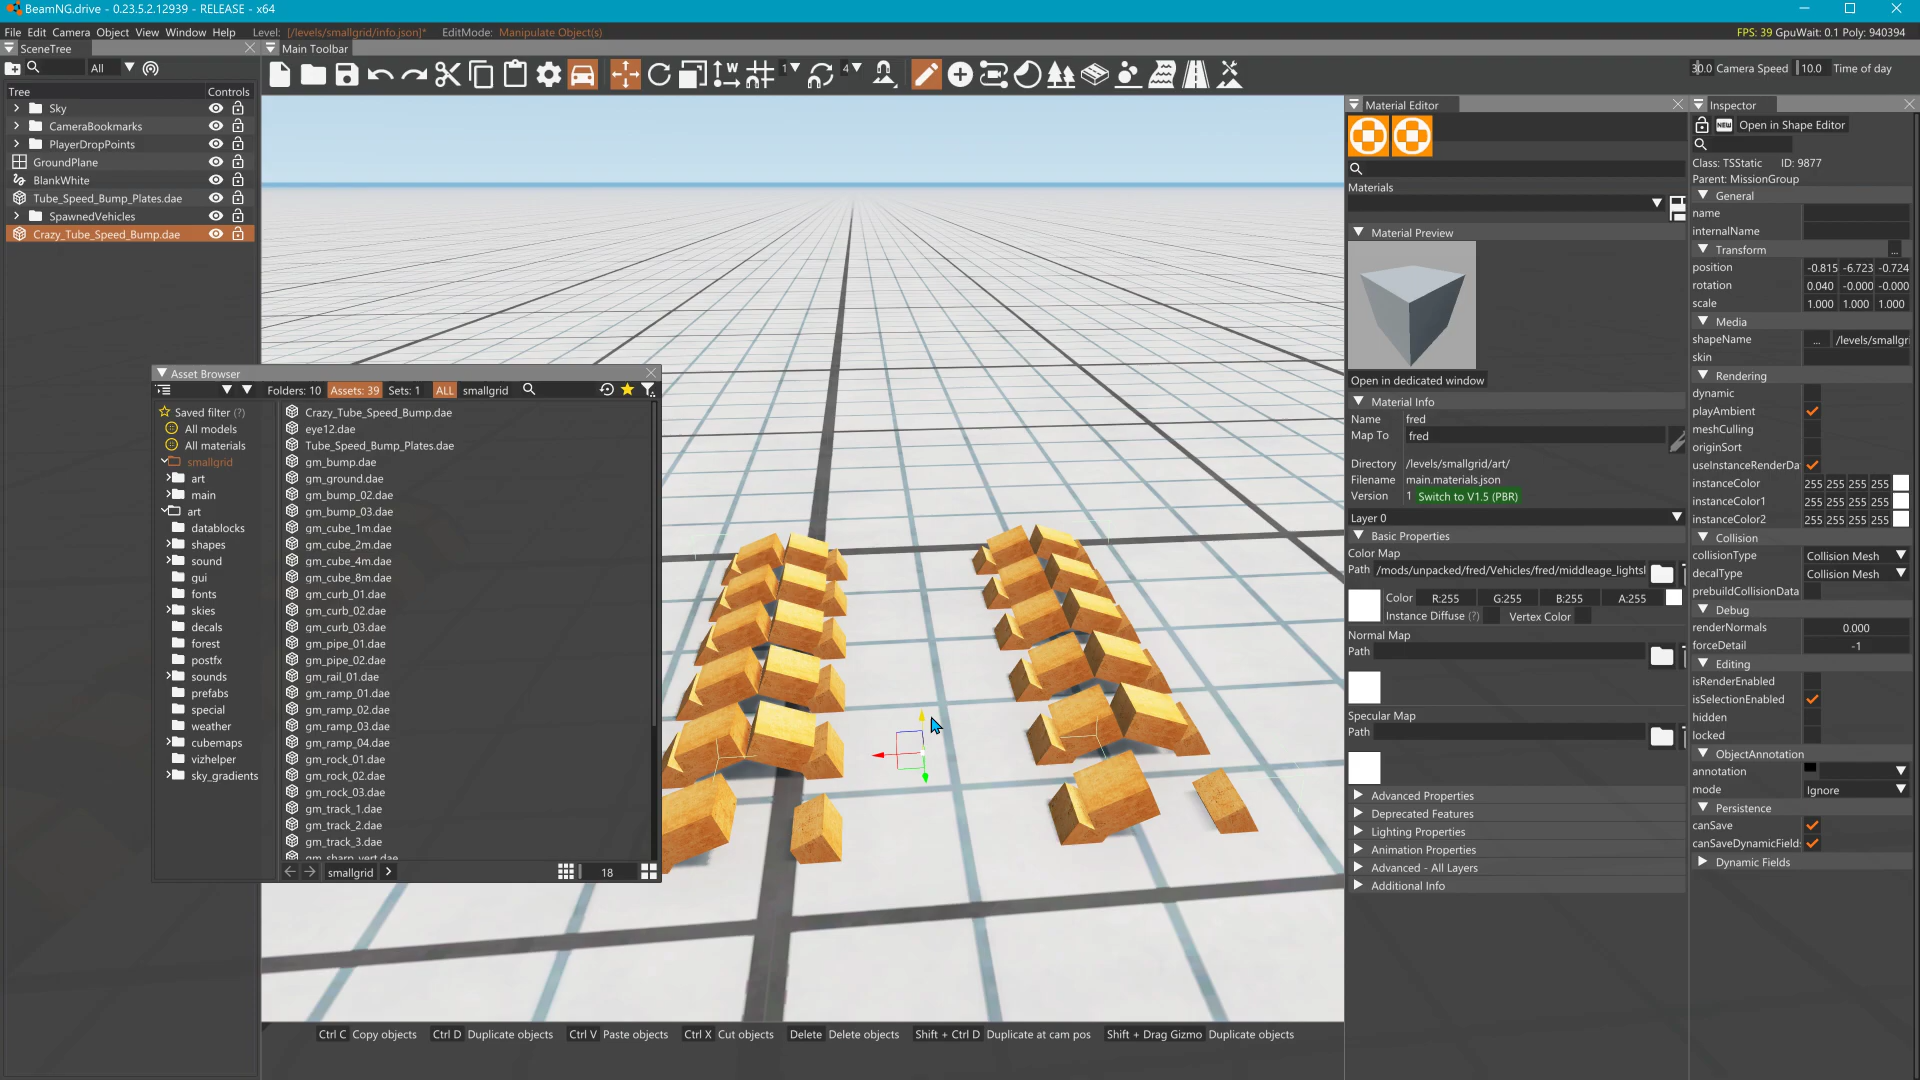 BeamNG.drive - 0.23.5.2.12939 - RELEASE - x64
File Edit Camera Object View Window Help Level: [/levels/smallgrid/info.json]* EditMode: Manipulate Object(s)
FPS: 39 GpuWait: 0.1 Poly: 940394
SceneTree
Main Toolbar
All
1
4
30.0 Camera Speed 10.0 Time of day
Tree Controls
Sky
CameraBookmarks
PlayerDropPoints
GroundPlane
BlankWhite
Tube_Speed_Bump_Plates.dae
SpawnedVehicles
Crazy_Tube_Speed_Bump.dae
Asset Browser
Folders: 10 Assets: 39 Sets: 1 ALL smallgrid
Saved filter (?)
All models
All materials
smallgrid
art
main
art
datablocks
shapes
sound
gui
fonts
skies
decals
forest
postfx
sounds
prefabs
special
weather
cubemaps
vizhelper
sky_gradients
Crazy_Tube_Speed_Bump.dae
eye12.dae
Tube_Speed_Bump_Plates.dae
gm_bump.dae
gm_ground.dae
gm_bump_02.dae
gm_bump_03.dae
gm_cube_1m.dae
gm_cube_2m.dae
gm_cube_4m.dae
gm_cube_8m.dae
gm_curb_01.dae
gm_curb_02.dae
gm_curb_03.dae
gm_pipe_01.dae
gm_pipe_02.dae
gm_rail_01.dae
gm_ramp_01.dae
gm_ramp_02.dae
gm_ramp_03.dae
gm_ramp_04.dae
gm_rock_01.dae
gm_rock_02.dae
gm_rock_03.dae
gm_track_1.dae
gm_track_2.dae
gm_track_3.dae
gm_sharp_vert.dae
smallgrid
18
Ctrl C Copy objects Ctrl D Duplicate objects Ctrl V Paste objects Ctrl X Cut objects Delete Delete objects Shift + Ctrl D Duplicate at cam pos Shift + Drag Gizmo Duplicate objects
Material Editor
Materials
Material Preview
Open in dedicated window
Material Info
Name fred
Map To fred
Directory /levels/smallgrid/art/
Filename main.materials.json
Version 1 Switch to V1.5 (PBR)
Layer 0
Basic Properties
Color Map
Path /mods/unpacked/fred/Vehicles/fred/middleage_lightsl
Color R:255 G:255 B:255 A:255
Instance Diffuse (?) Vertex Color
Normal Map
Path
Specular Map
Path
Advanced Properties
Deprecated Features
Lighting Properties
Animation Properties
Advanced - All Layers
Additional Info
Inspector
NEW Open in Shape Editor
Class: TSStatic ID: 9877
Parent: MissionGroup
General
name
internalName
Transform ...
position -0.815 -6.723 -0.724
rotation 0.040 -0.000 -0.000
scale 1.000 1.000 1.000
Media
shapeName ... /levels/smallgri
skin
Rendering
dynamic
playAmbient
meshCulling
originSort
useInstanceRenderDa
instanceColor 255 255 255 255
instanceColor1 255 255 255 255
instanceColor2 255 255 255 255
Collision
collisionType Collision Mesh
decalType Collision Mesh
prebuildCollisionData
Debug
renderNormals 0.000
forceDetail -1
Editing
isRenderEnabled
isSelectionEnabled
hidden
locked
ObjectAnnotation
annotation
mode Ignore
Persistence
canSave
canSaveDynamicField:
Dynamic Fields